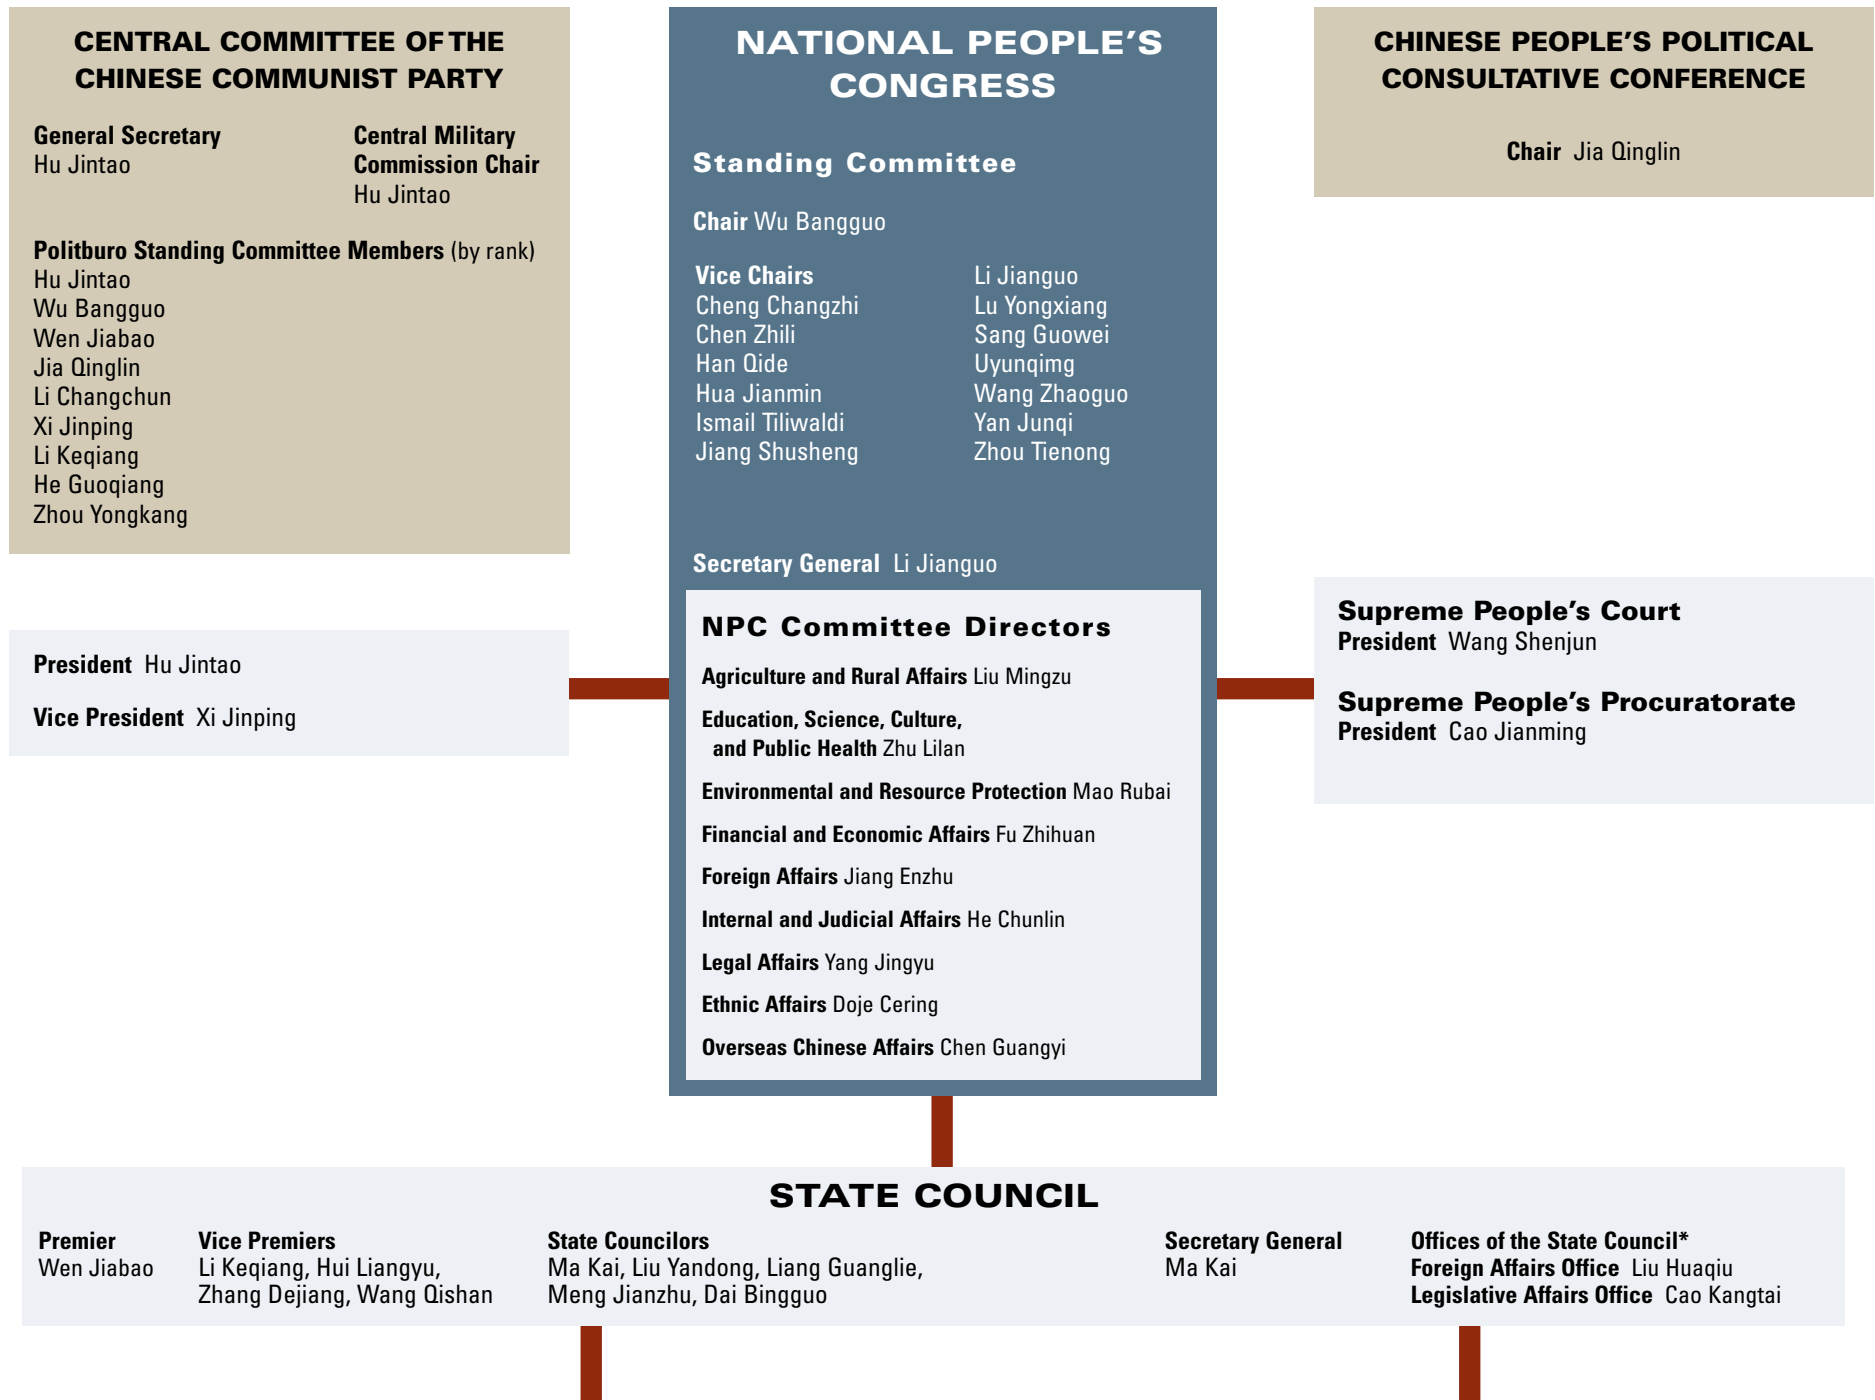 CENTRAL COMMITTEE OF THE
CHINESE COMMUNIST PARTY
General Secretary
Hu Jintao
Central Military
Commission Chair
Hu Jintao
Politburo Standing Committee Members (by rank)
Hu Jintao
Wu Bangguo
Wen Jiabao
Jia Qinglin
Li Changchun
Xi Jinping
Li Keqiang
He Guoqiang
Zhou Yongkang
President Hu Jintao
Vice President Xi Jinping
NATIONAL PEOPLE'S
CONGRESS
Standing Committee
Chair Wu Bangguo
Vice Chairs
Cheng Changzhi
Chen Zhili
Han Qide
Hua Jianmin
Ismail Tiliwaldi
Jiang Shusheng
Li Jianguo
Lu Yongxiang
Sang Guowei
Uyunqimg
Wang Zhaoguo
Yan Junqi
Zhou Tienong
Secretary General Li Jianguo
NPC Committee Directors
Agriculture and Rural Affairs Liu Mingzu
Education, Science, Culture,
and Public Health Zhu Lilan
Environmental and Resource Protection Mao Rubai
Financial and Economic Affairs Fu Zhihuan
Foreign Affairs Jiang Enzhu
Internal and Judicial Affairs He Chunlin
Legal Affairs Yang Jingyu
Ethnic Affairs Doje Cering
Overseas Chinese Affairs Chen Guangyi
CHINESE PEOPLE'S POLITICAL
CONSULTATIVE CONFERENCE
Chair Jia Qinglin
Supreme People's Court
President Wang Shenjun
Supreme People's Procuratorate
President Cao Jianming
STATE COUNCIL
Premier
Wen Jiabao
Vice Premiers
Li Keqiang, Hui Liangyu,
Zhang Dejiang, Wang Qishan
State Councilors
Ma Kai, Liu Yandong, Liang Guanglie,
Meng Jianzhu, Dai Bingguo
Secretary General
Ma Kai
Offices of the State Council*
Foreign Affairs Office Liu Huaqiu
Legislative Affairs Office Cao Kangtai